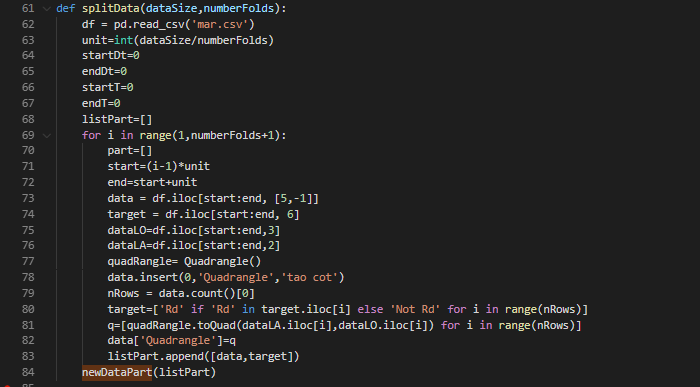 61 def splitData(dataSize,numberFolds):
62     df = pd.read_csv('mar.csv')
63     unit=int(dataSize/numberFolds)
64     startDt=0
65     endDt=0
66     startT=0
67     endT=0
68     listPart=[]
69     for i in range(1,numberFolds+1):
70         part=[]
71         start=(i-1)*unit
72         end=start+unit
73         data = df.iloc[start:end, [5,-1]]
74         target = df.iloc[start:end, 6]
75         dataLO=df.iloc[start:end,3]
76         dataLA=df.iloc[start:end,2]
77         quadRangle= Quadrangle()
78         data.insert(0,'Quadrangle','tao cot')
79         nRows = data.count()[0]
80         target=['Rd' if 'Rd' in target.iloc[i] else 'Not Rd' for i in range(nRows)]
81         q=[quadRangle.toQuad(dataLA.iloc[i],dataLO.iloc[i]) for i in range(nRows)]
82         data['Quadrangle']=q
83         listPart.append([data,target])
84     newDataPart(listPart)